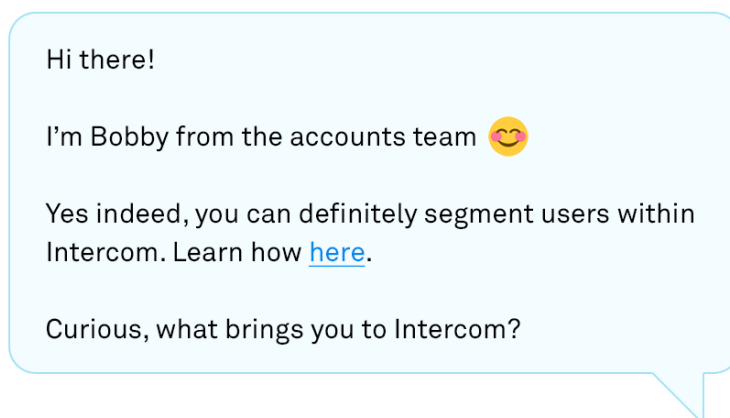 Hi there!
I’m Bobby from the accounts team 😊
Yes indeed, you can definitely segment users within
Intercom. Learn how here.
Curious, what brings you to Intercom?